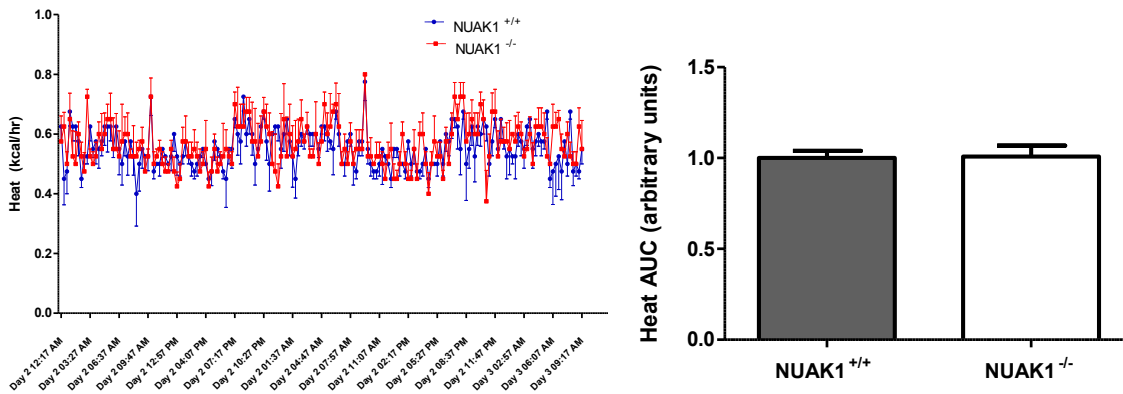 1.0
0.8
0.6
0.4
0.2
0.0
Heat (kcal/hr)
NUAK1 +/+
NUAK1 -/-
Day 2 12:17 AM
Day 2 03:27 AM
Day 2 06:37 AM
Day 2 09:47 AM
Day 2 12:57 PM
Day 2 04:07 PM
Day 2 07:17 PM
Day 2 10:27 PM
Day 2 01:37 AM
Day 2 04:47 AM
Day 2 07:57 AM
Day 2 11:07 AM
Day 2 02:17 PM
Day 2 05:27 PM
Day 2 08:37 PM
Day 2 11:47 PM
Day 3 02:57 AM
Day 3 06:07 AM
Day 3 09:17 AM
Heat AUC (arbitrary units)
1.5
1.0
0.5
0.0
NUAK1+/+
NUAK1-/-